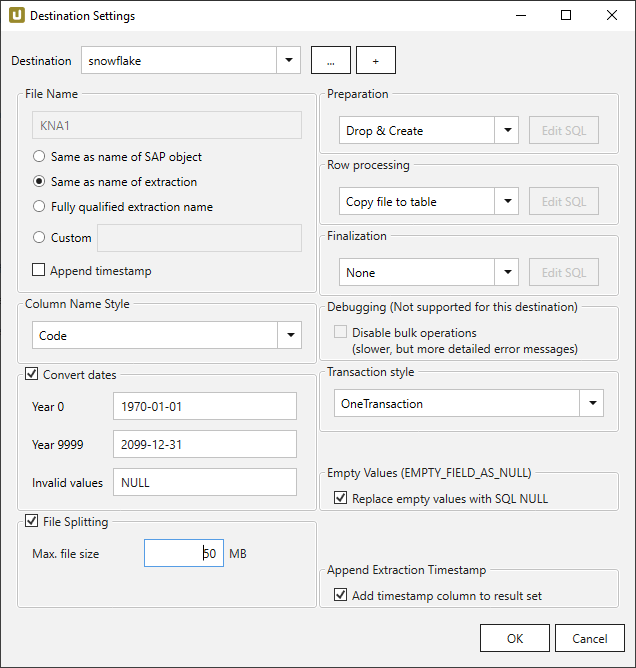 Destination Settings
Destination
snowflake
...
+
File Name
KNA1
Same as name of SAP object
Same as name of extraction
Fully qualified extraction name
Custom
Append timestamp
Column Name Style
Code
Convert dates
Year 0
1970-01-01
Year 9999
2099-12-31
Invalid values
NULL
File Splitting
Max. file size
50
MB
Preparation
Drop & Create
Edit SQL
Row processing
Copy file to table
Edit SQL
Finalization
None
Edit SQL
Debugging (Not supported for this destination)
Disable bulk operations
(slower, but more detailed error messages)
Transaction style
OneTransaction
Empty Values (EMPTY_FIELD_AS_NULL)
Replace empty values with SQL NULL
Append Extraction Timestamp
Add timestamp column to result set
OK
Cancel